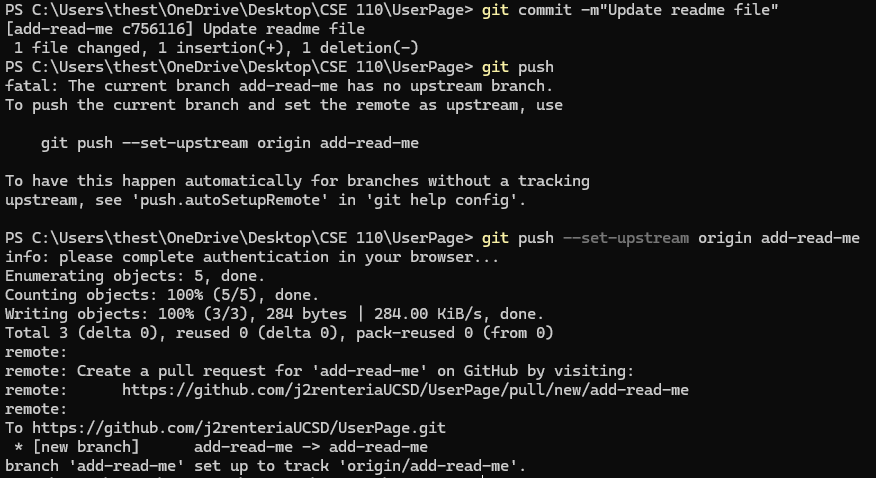 PS C:\Users\thest\OneDrive\Desktop\CSE 110\UserPage> git commit -m"Update readme file"
[add-read-me c756116] Update readme file
 1 file changed, 1 insertion(+), 1 deletion(-)
PS C:\Users\thest\OneDrive\Desktop\CSE 110\UserPage> git push
fatal: The current branch add-read-me has no upstream branch.
To push the current branch and set the remote as upstream, use

    git push --set-upstream origin add-read-me

To have this happen automatically for branches without a tracking
upstream, see 'push.autoSetupRemote' in 'git help config'.

PS C:\Users\thest\OneDrive\Desktop\CSE 110\UserPage> git push --set-upstream origin add-read-me
info: please complete authentication in your browser...
Enumerating objects: 5, done.
Counting objects: 100% (5/5), done.
Writing objects: 100% (3/3), 284 bytes | 284.00 KiB/s, done.
Total 3 (delta 0), reused 0 (delta 0), pack-reused 0 (from 0)
remote:
remote: Create a pull request for 'add-read-me' on GitHub by visiting:
remote:      https://github.com/j2renteriaUCSD/UserPage/pull/new/add-read-me
remote:
To https://github.com/j2renteriaUCSD/UserPage.git
 * [new branch]      add-read-me -> add-read-me
branch 'add-read-me' set up to track 'origin/add-read-me'.